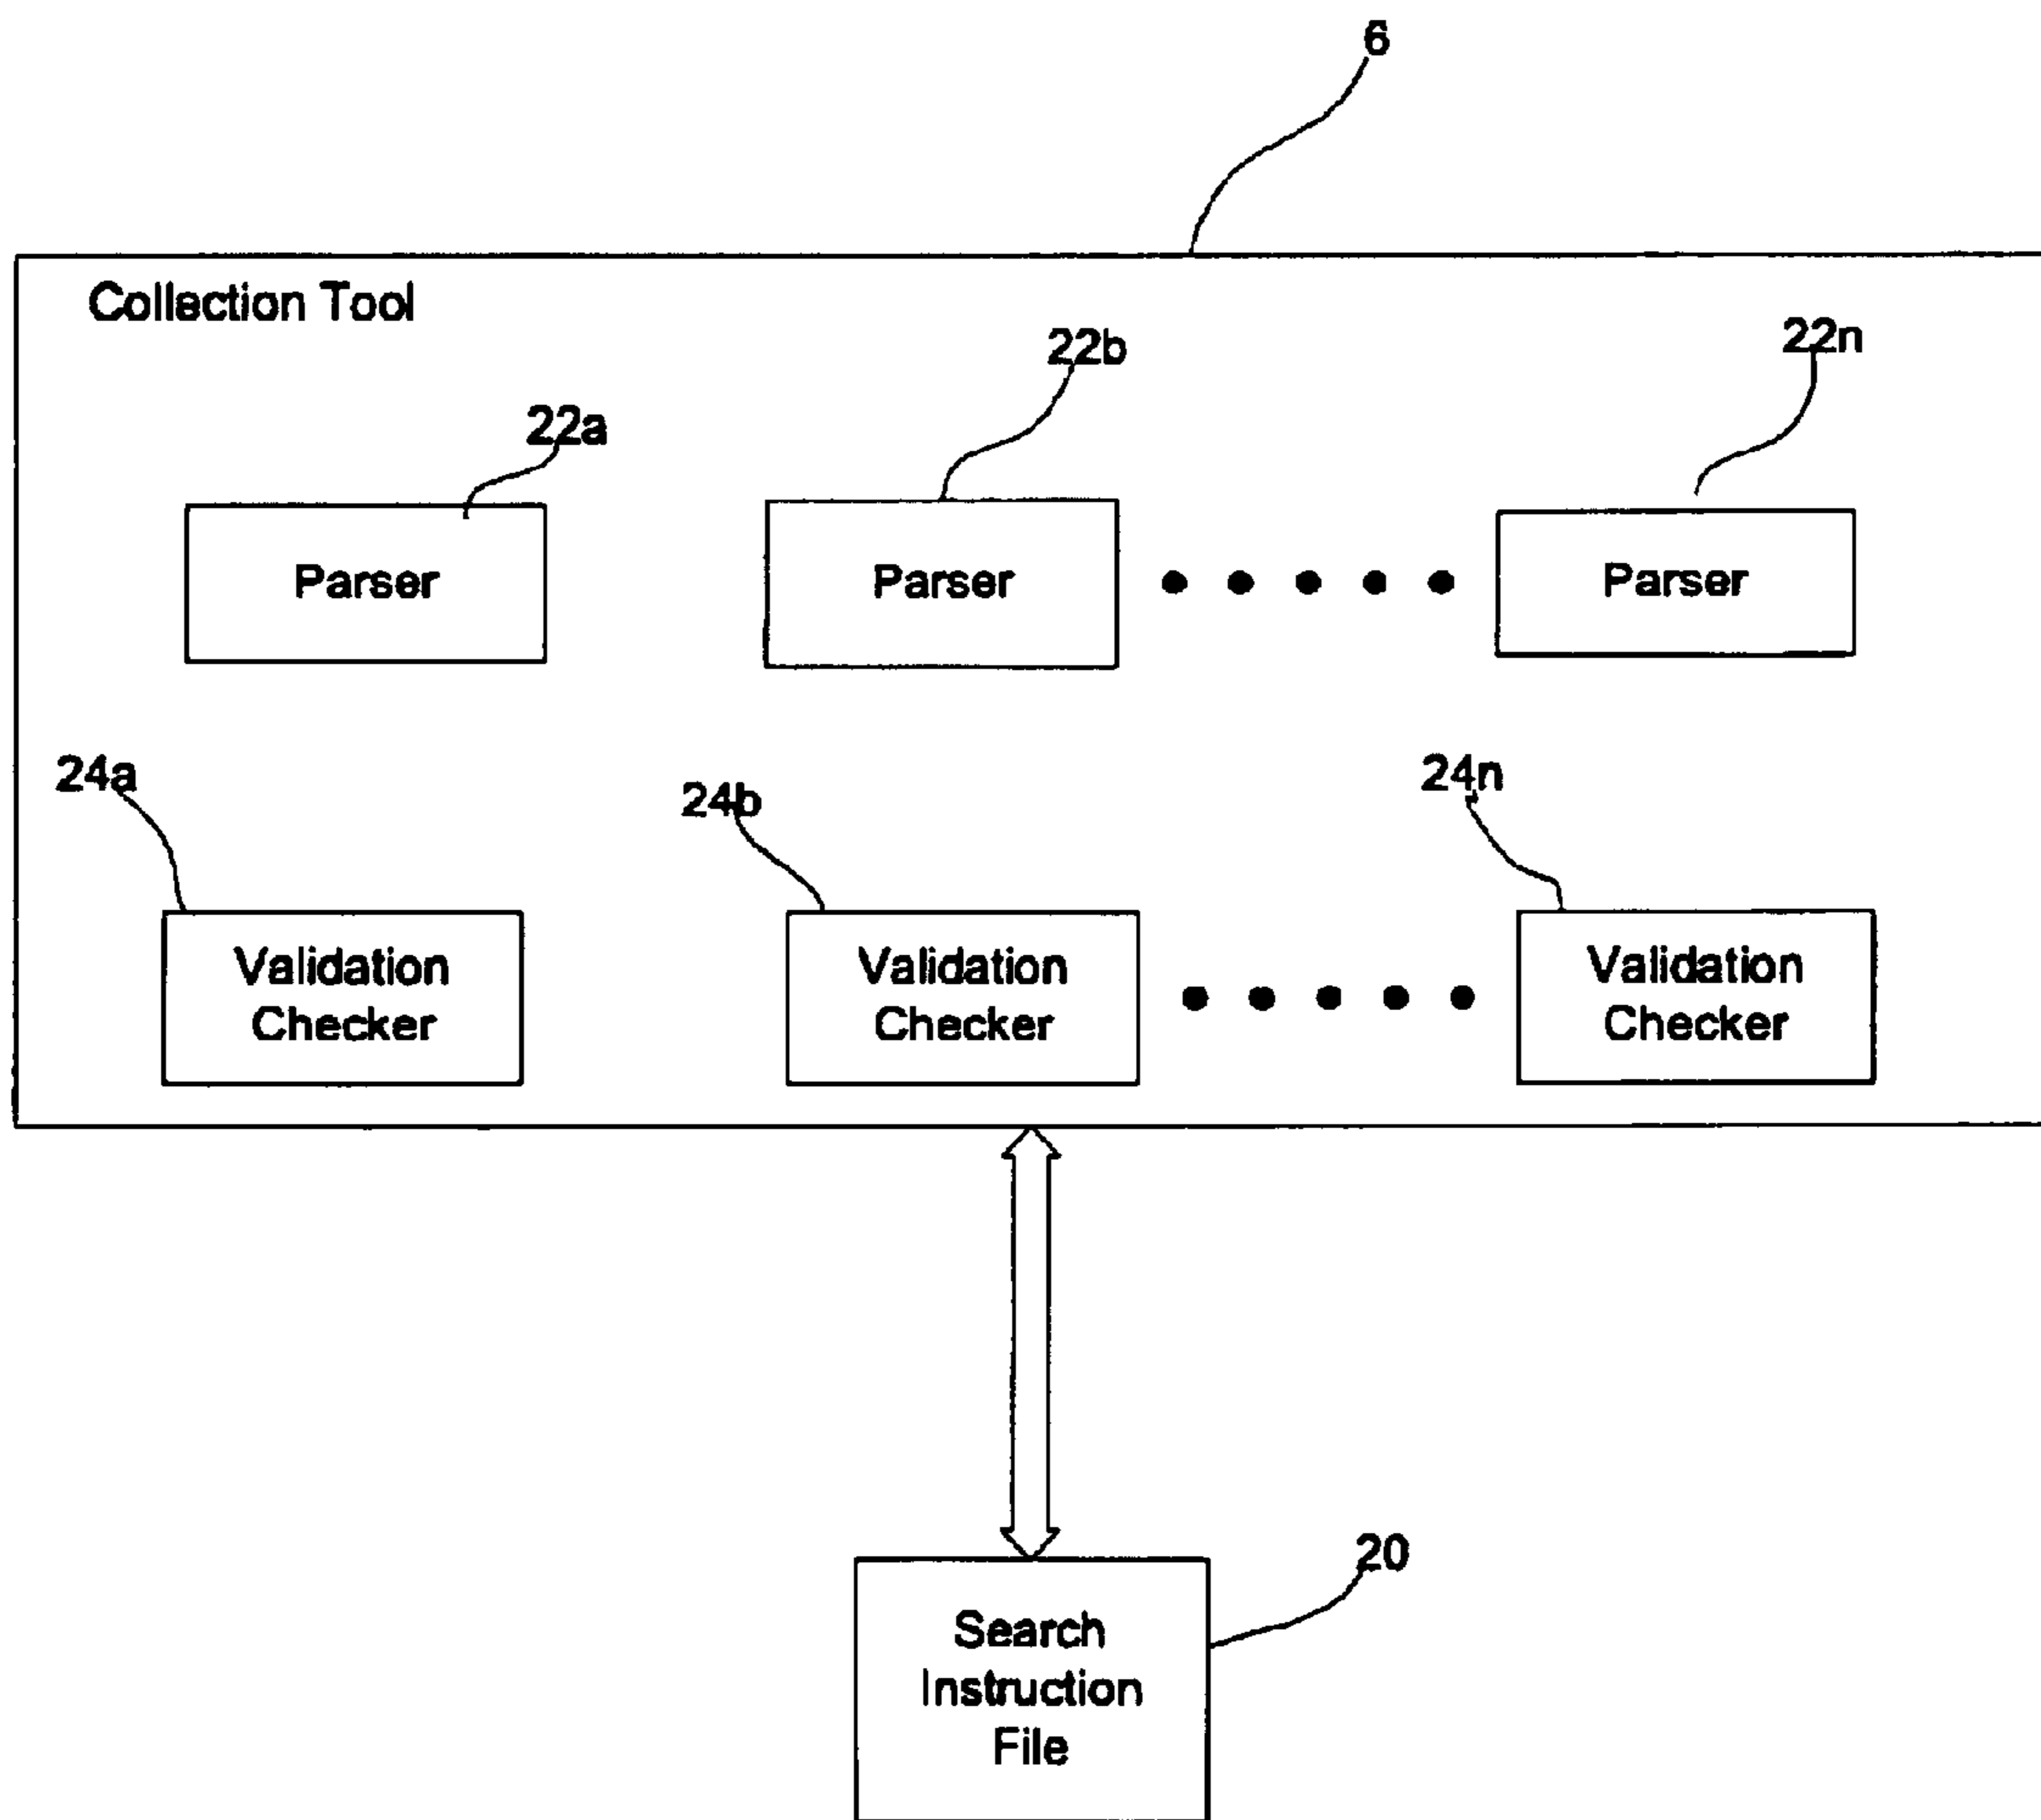 6
Collection Tool
22b
22n
22a
Parser
Parser
Parser
24a
24b
24n
Validation
Checker
Validation
Checker
Validation
Checker
20
Search
Instruction
File